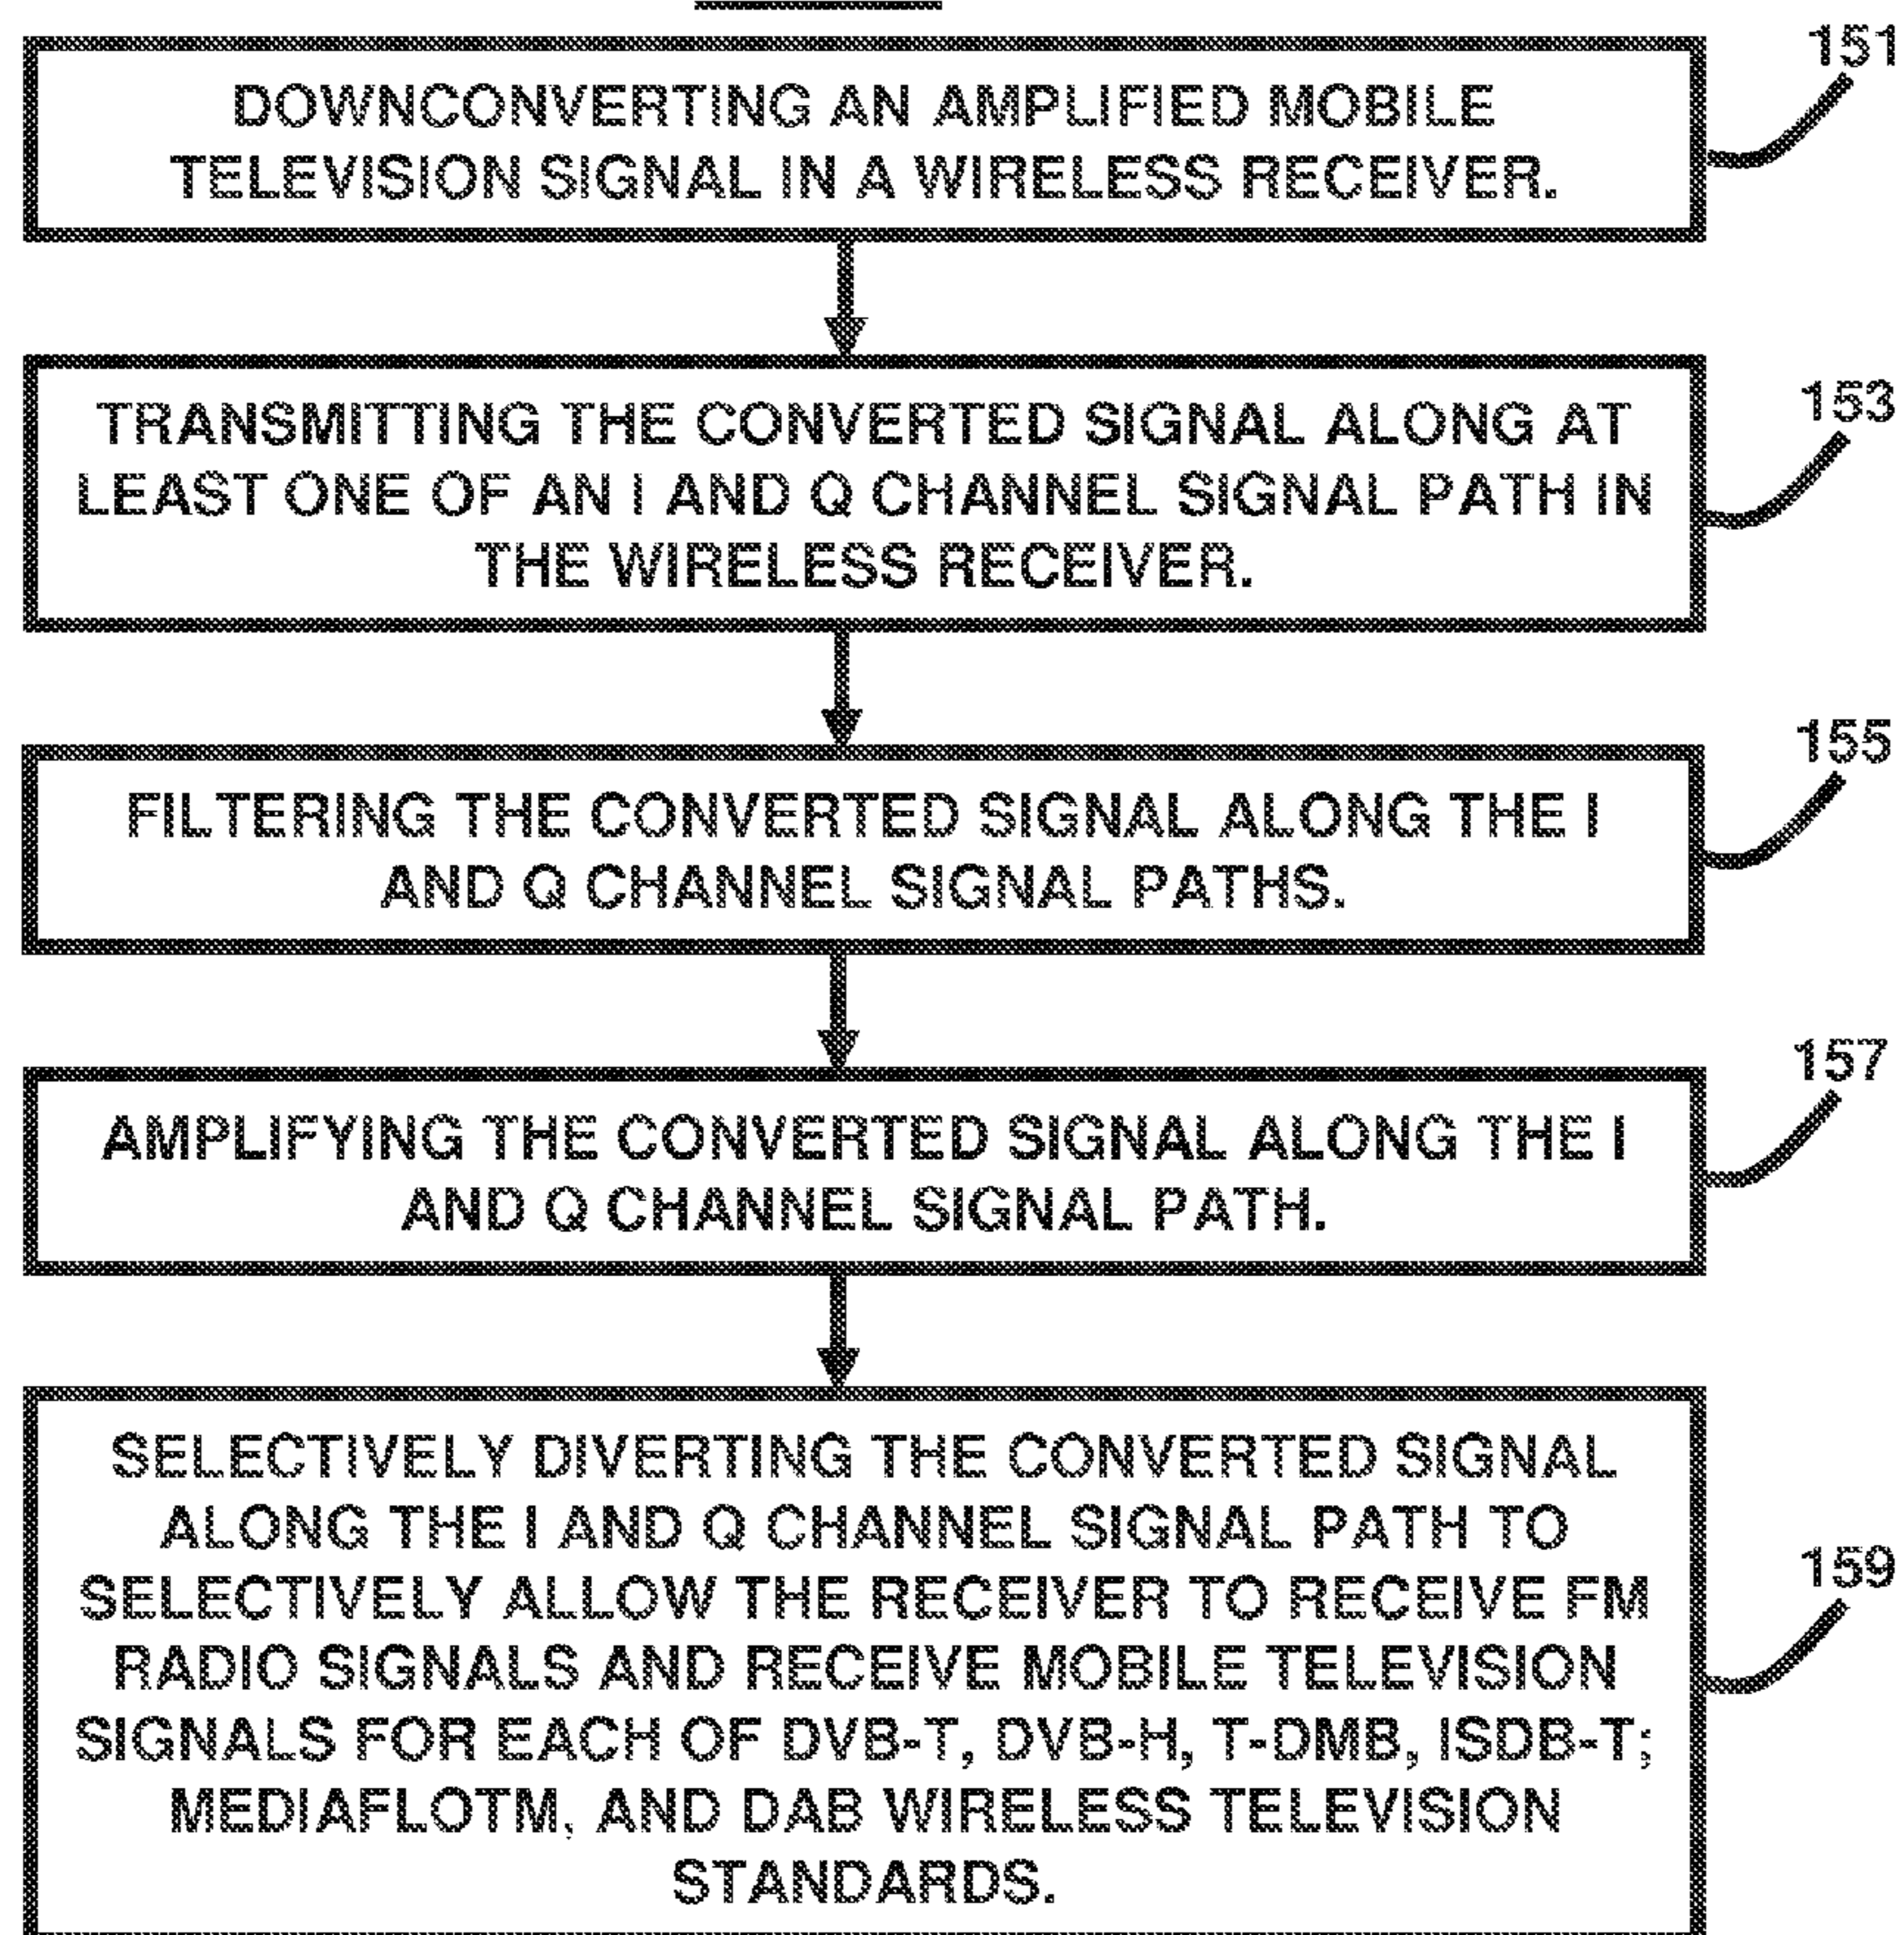 151
DOWNCONVERTING AN AMPLIFIED MOBILE
TELEVISION SIGNAL IN A WIRELESS RECEIVER.
153
TRANSMITTING THE CONVERTED SIGNAL ALONG AT
LEAST ONE OF AN I AND Q CHANNEL SIGNAL PATH IN
THE WIRELESS RECEIVER.
155
FILTERING THE CONVERTED SIGNAL ALONG THE I
AND Q CHANNEL SIGNAL PATHS.
157
AMPLIFYING THE CONVERTED SIGNAL ALONG THE I
AND Q CHANNEL SIGNAL PATH.
SELECTIVELY DIVERTING THE CONVERTED SIGNAL
ALONG THE I AND Q CHANNEL SIGNAL PATH TO
159
SELECTIVELY ALLOW THE RECEIVER TO RECEIVE FM
RADIO SIGNALS AND RECEIVE MOBILE TELEVISION
SIGNALS FOR EACH OF DVB-T, DVB-H, T-DMB, ISDB-T;
MEDIAFLOTM, AND DAB WIRELESS TELEVISION
STANDARDS.